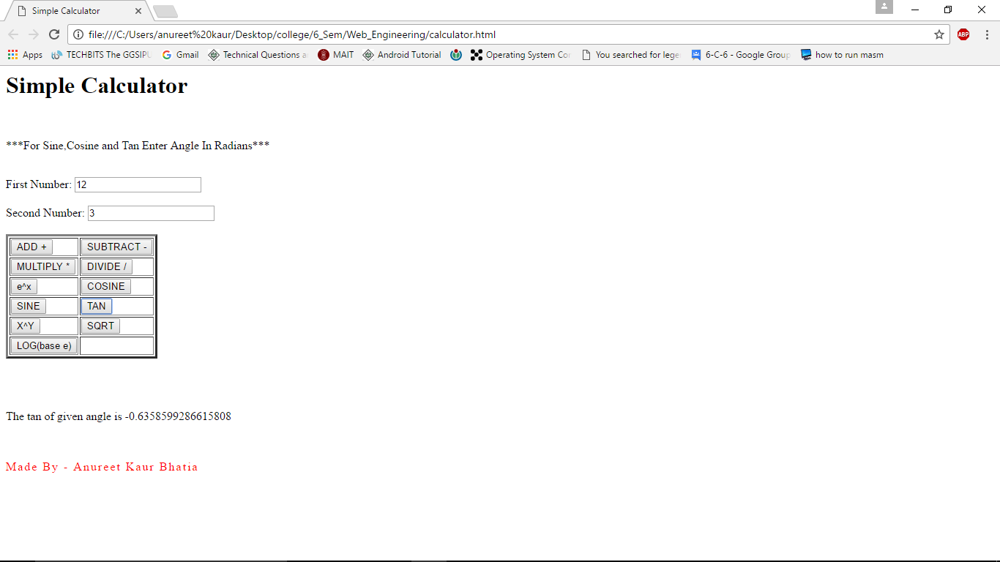 Simple Calculator
file:///C:/Users/anureet%20kaur/Desktop/college/6_Sem/Web_Engineering/calculator.html
ABP
Apps TECHBITS The GGSIPU Gmail Technical Questions a MAIT Android Tutorial Operating System Con You searched for lege 6-C-6 - Google Group how to run masm
Simple Calculator
***For Sine,Cosine and Tan Enter Angle In Radians***
First Number: 12
Second Number: 3
ADD + SUBTRACT -
MULTIPLY * DIVIDE /
e^x COSINE
SINE TAN
X^Y SQRT
LOG(base e)
The tan of given angle is -0.6358599286615808
Made By - Anureet Kaur Bhatia